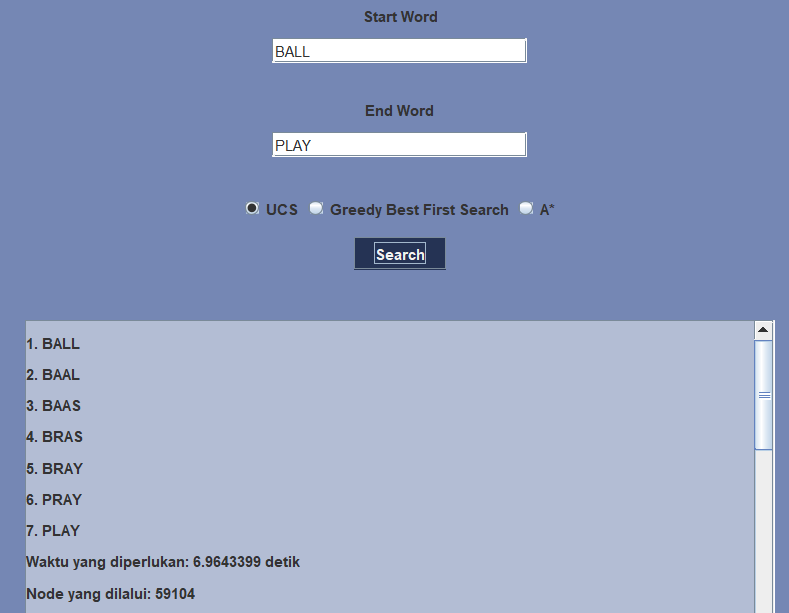 Start Word
BALL
End Word
PLAY
UCS Greedy Best First Search A*
Search
1. BALL
2. BAAL
3. BAAS
4. BRAS
5. BRAY
6. PRAY
7. PLAY
Waktu yang diperlukan: 6.9643399 detik
Node yang dilalui: 59104